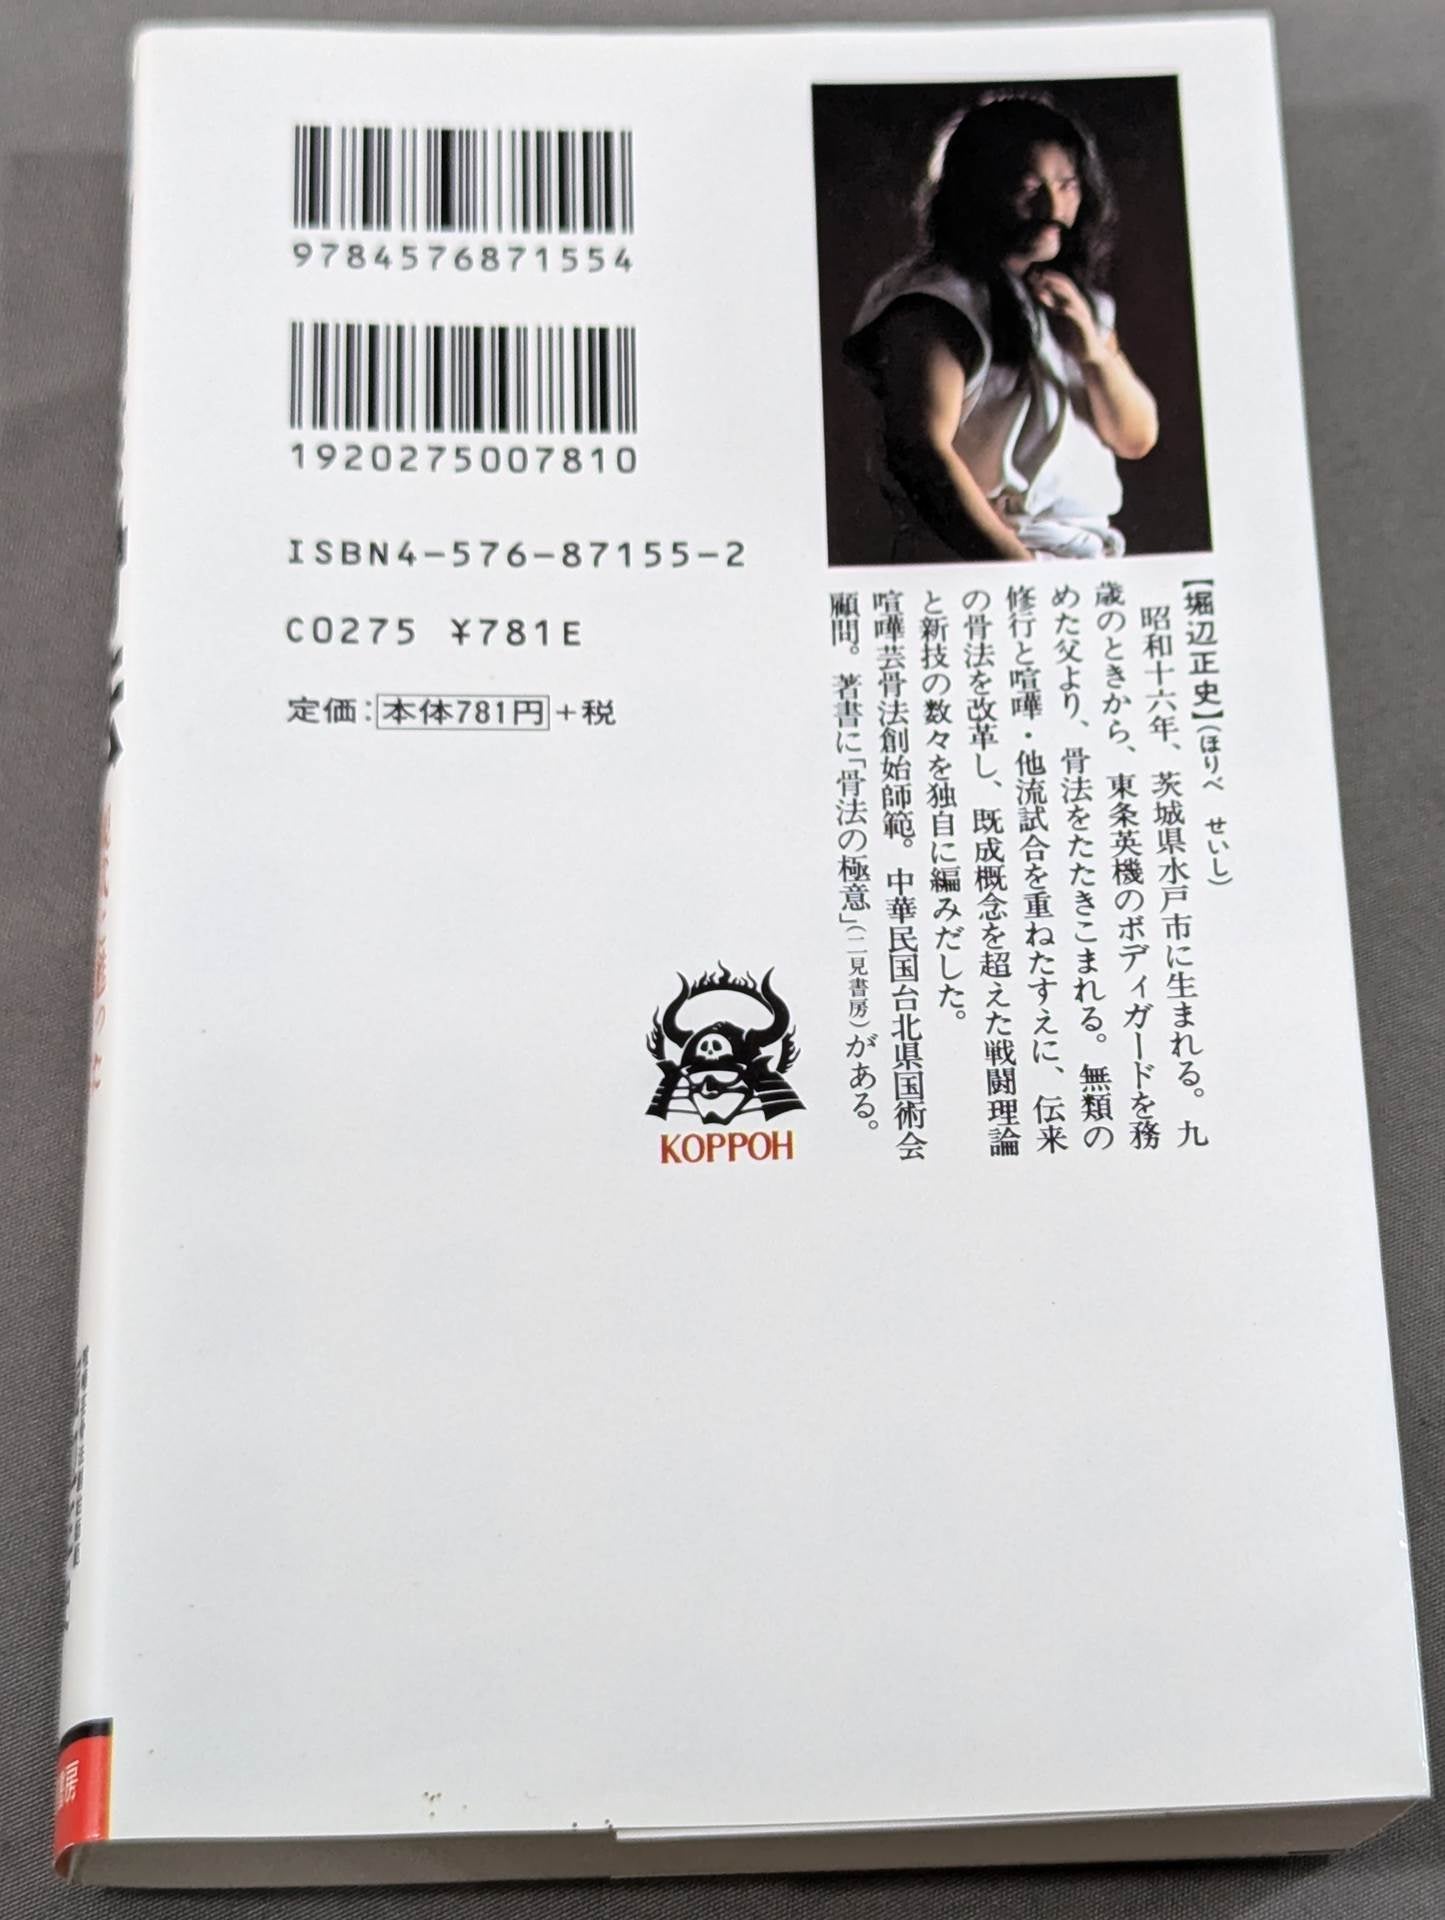 9784576871554
1920275007810
ISBN4-576-87155-2
C0275 ¥781E
定価:本体781円+税
【堀辺正史】(ほりべ せいし)
昭和十六年、茨城県水戸市に生まれる。九
歳のときから、東条英機のボディガードを務
めた父より、骨法をたたきこまれる。無類の
修行と喧嘩・他流試合を重ねたすえに、伝来
の骨法を改革し、既成概念を超えた戦闘理論
と新技の数々を独自に編みだした。
喧嘩芸骨法創始師範。中華民国台北県国術会
顧問。著書に「骨法の極意」(二見書房)がある。
KOPPOH
書房